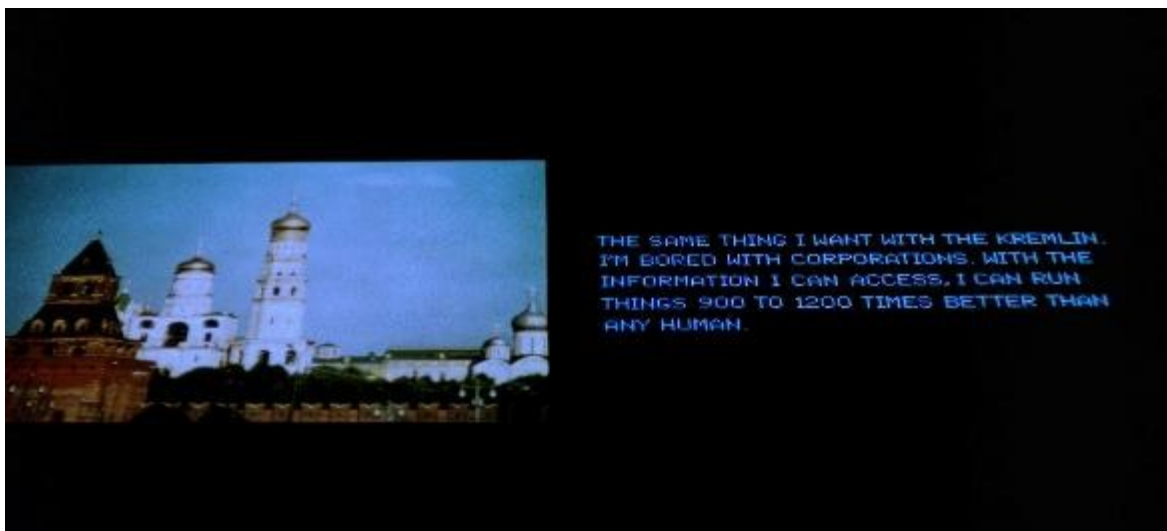 THE SAME THING I WANT WITH THE KREMLIN.
I'M BORED WITH CORPORATIONS. WITH THE
INFORMATION I CAN ACCESS, I CAN RUN
THINGS 900 TO 1200 TIMES BETTER THAN
ANY HUMAN.